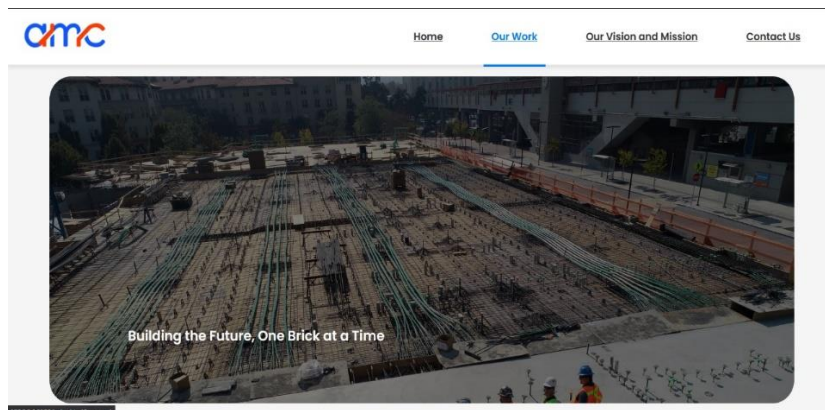 amc
Home Our Work Our Vision and Mission Contact Us
Building the Future, One Brick at a Time